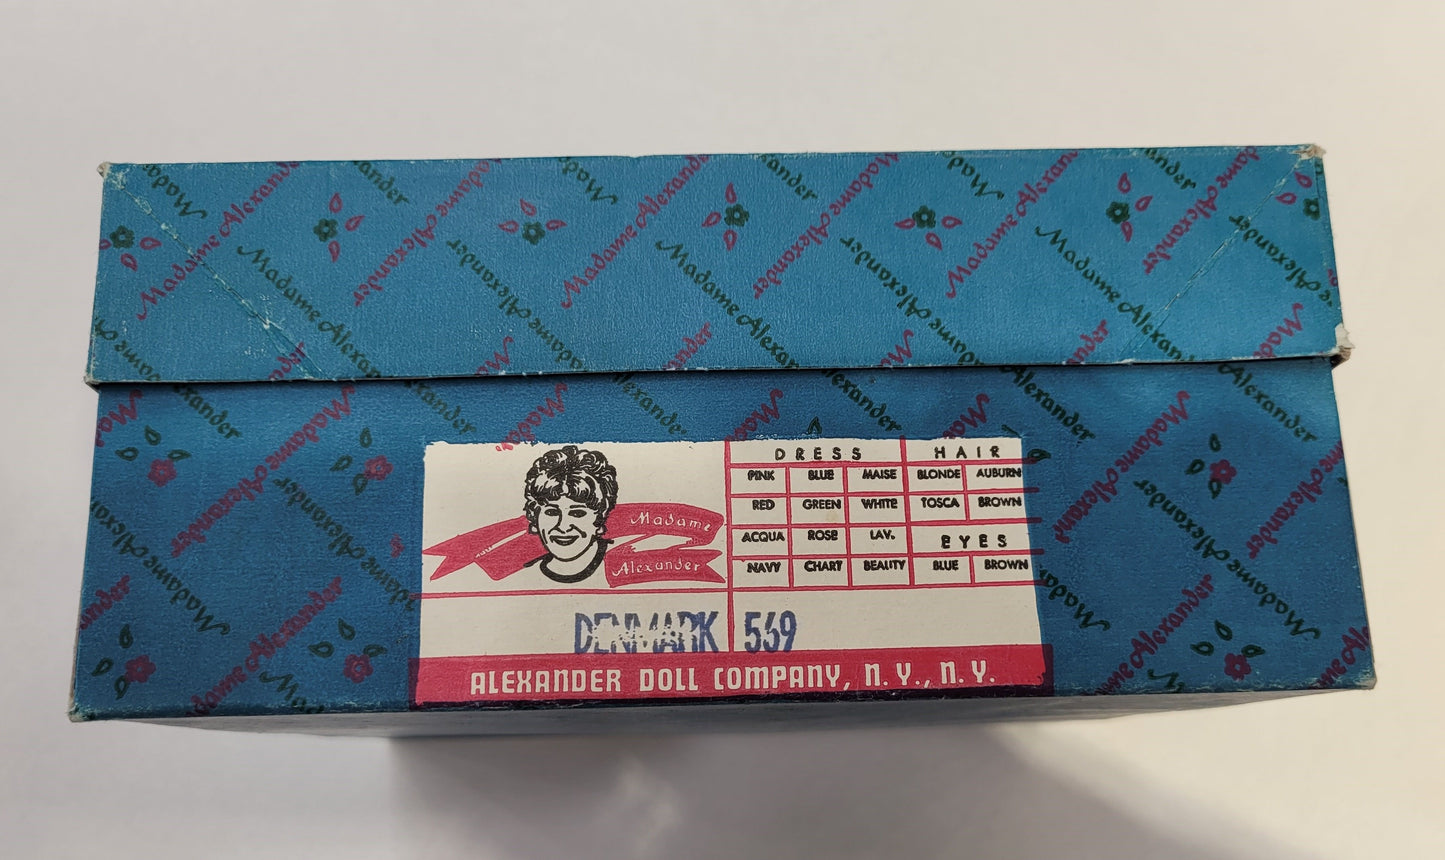 Madame Alexander
Madame Alexander
Madame Alexander
Madame Alexander
Madame Alexander
Madame Alexander
Madame
Alexander
DRESS HAIR
PINK BLUE MAISE BLONDE AUBURN
RED GREEN WHITE TOSCA BROWN
ACQUA ROSE LAV. EYES
NAVY CHART BEAUTY BLUE BROWN
DENMARK 569
ALEXANDER DOLL COMPANY, N.Y., N.Y.